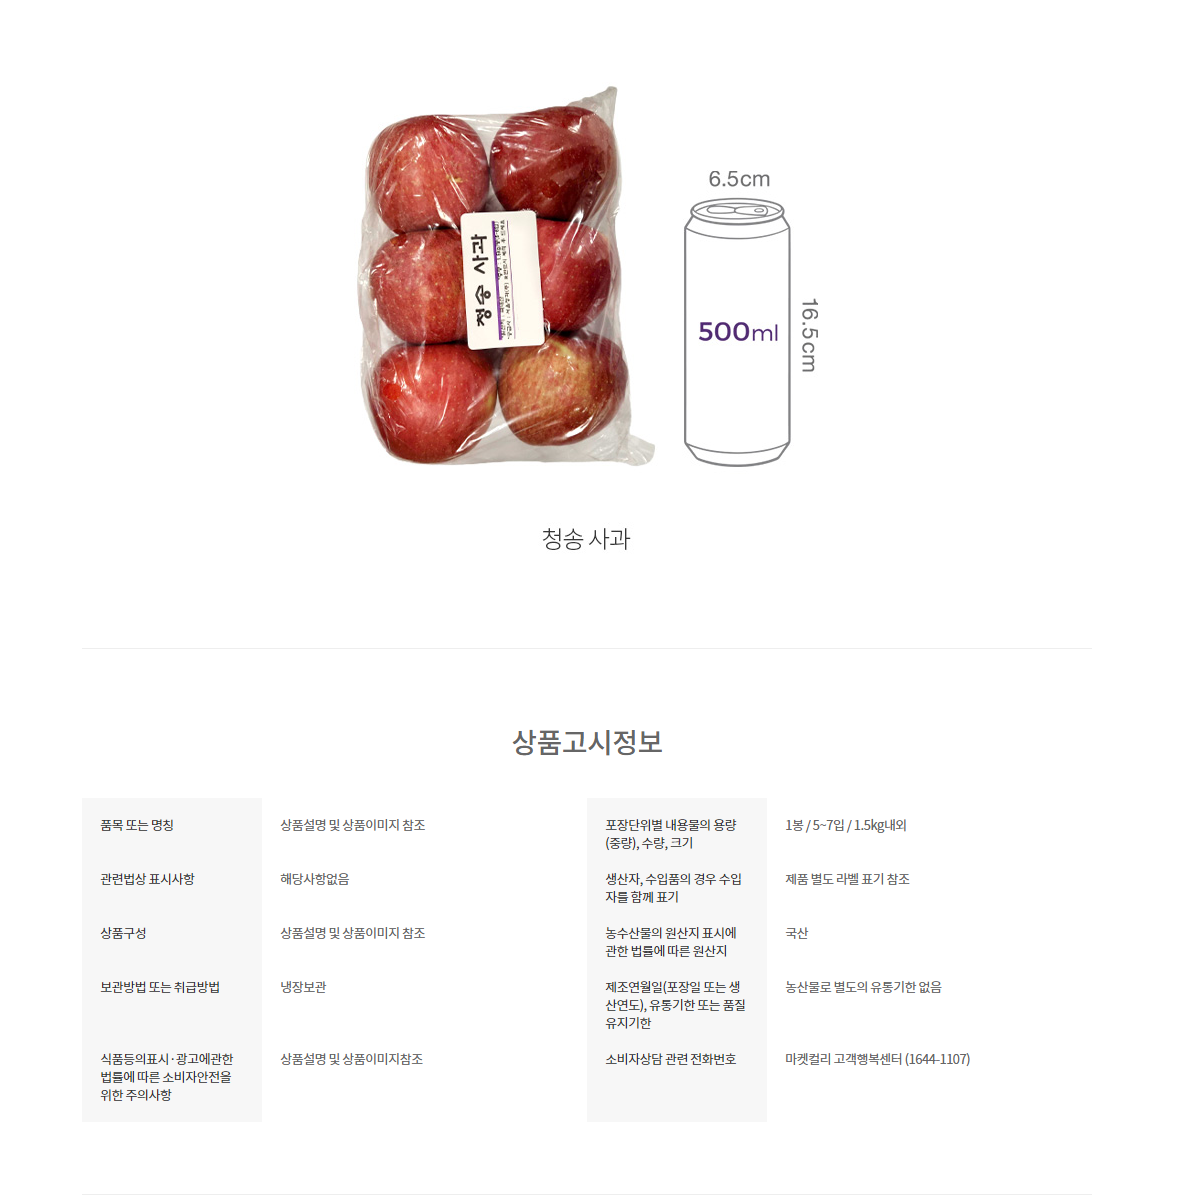 6.5cm
16.5cm
500ml
청송 사과
청송 사과
상품고시정보
품목 또는 명칭
상품설명 및 상품이미지 참조
포장단위별 내용물의 용량
(중량), 수량, 크기
1봉 / 5~7입 / 1.5kg내외
관련법상 표시사항
해당사항없음
생산자, 수입품의 경우 수입
자를 함께 표기
제품 별도 라벨 표기 참조
상품구성
상품설명 및 상품이미지 참조
농수산물의 원산지 표시에
관한 법률에 따른 원산지
국산
보관방법 또는 취급방법
냉장보관
제조연월일(포장일 또는 생
산연도), 유통기한 또는 품질
유지기한
농산물로 별도의 유통기한 없음
식품등의표시·광고에관한
법률에 따른 소비자안전을
위한 주의사항
상품설명 및 상품이미지참조
소비자상담 관련 전화번호
마켓컬리 고객행복센터 (1644-1107)